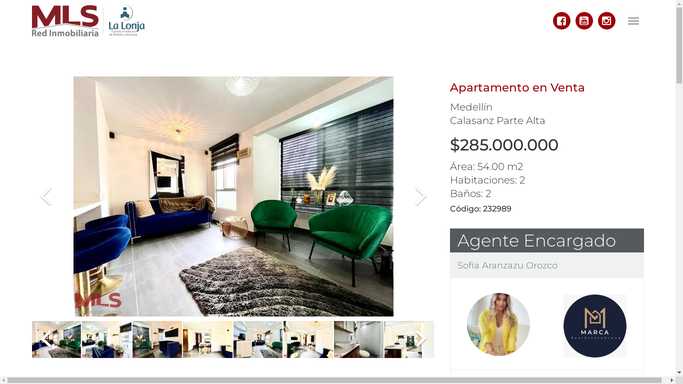 MLS
Red Inmobiliaria
La Lonja
Apartamento en Venta
Medellín
Calasanz Parte Alta
$285.000.000
Área: 54.00 m2
Habitaciones: 2
Baños: 2
Código: 232989
Agente Encargado
Sofia Aranzazu Orozco
MLS
MARCA